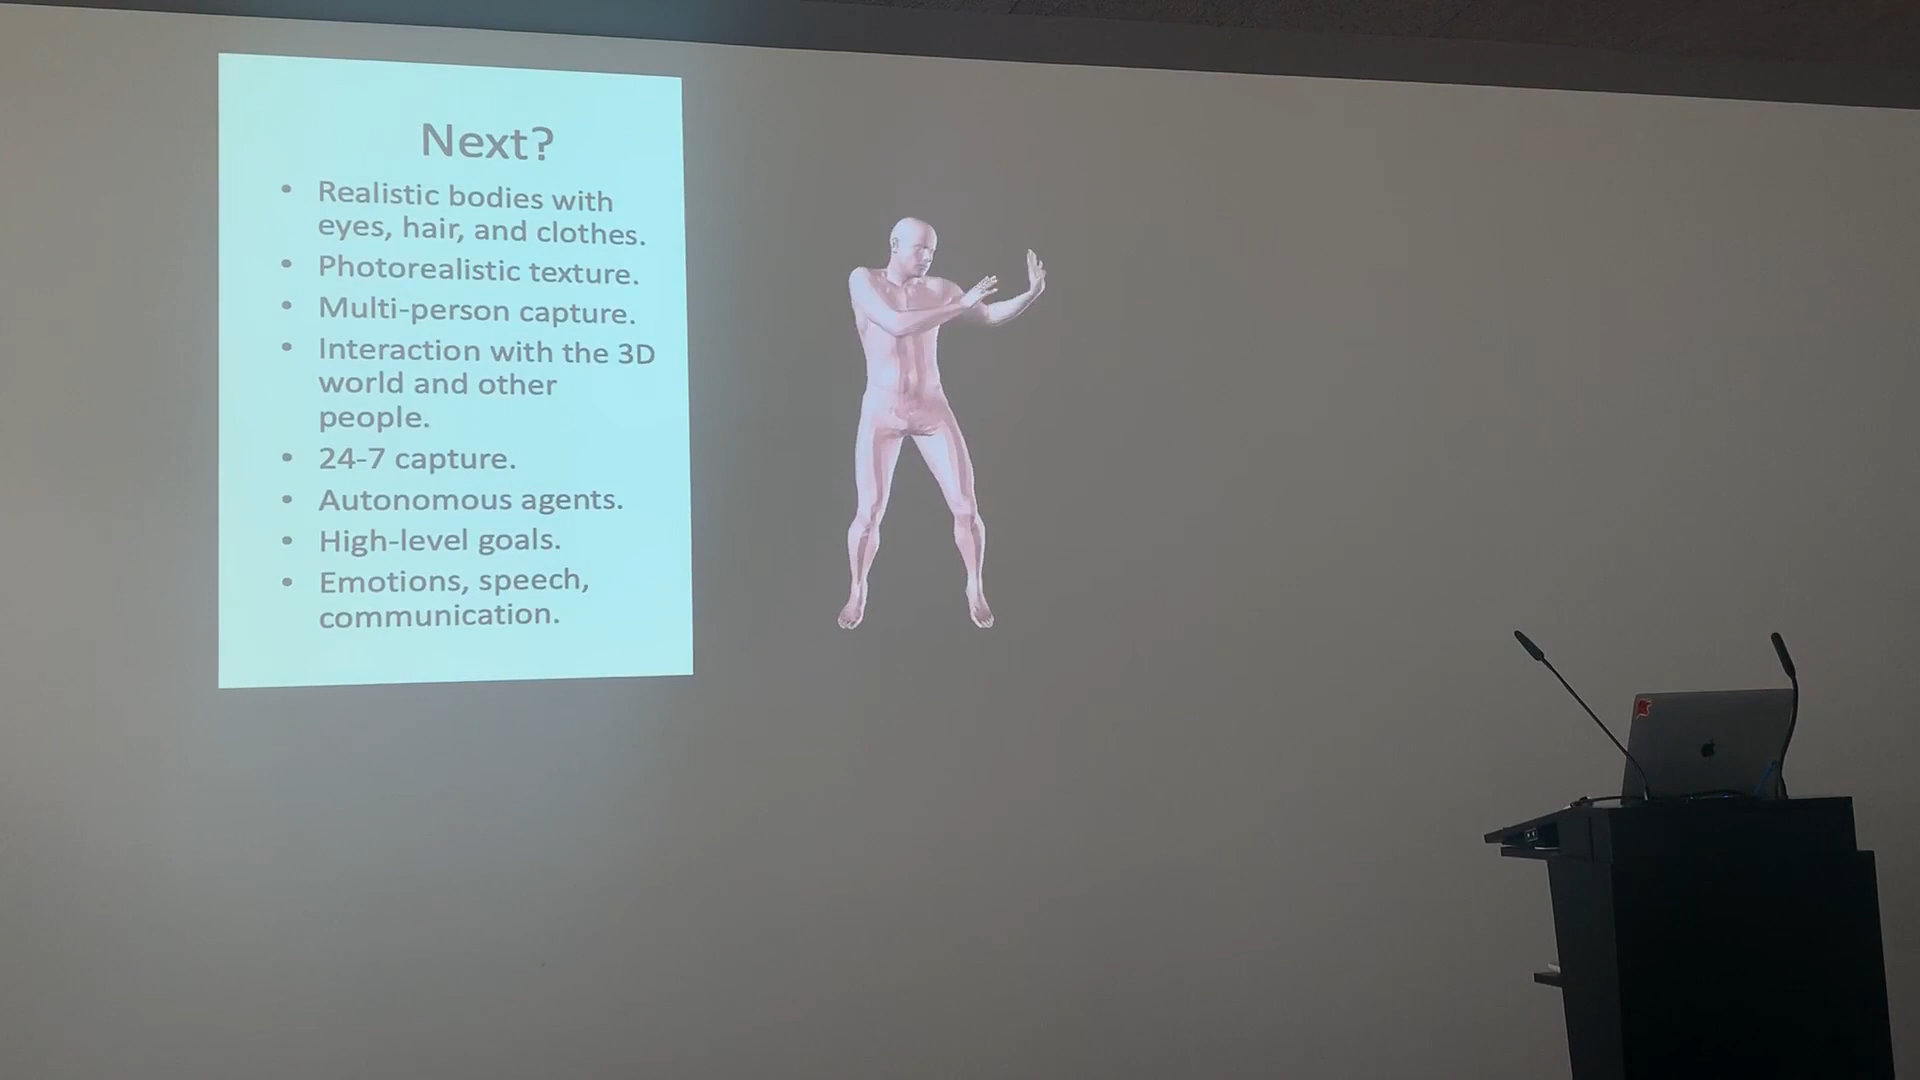 Next?
• Realistic bodies with
eyes, hair, and clothes.
• Photorealistic texture.
• Multi-person capture.
• Interaction with the 3D
world and other
people.
• 24-7 capture.
• Autonomous agents.
• High-level goals.
• Emotions, speech,
communication.